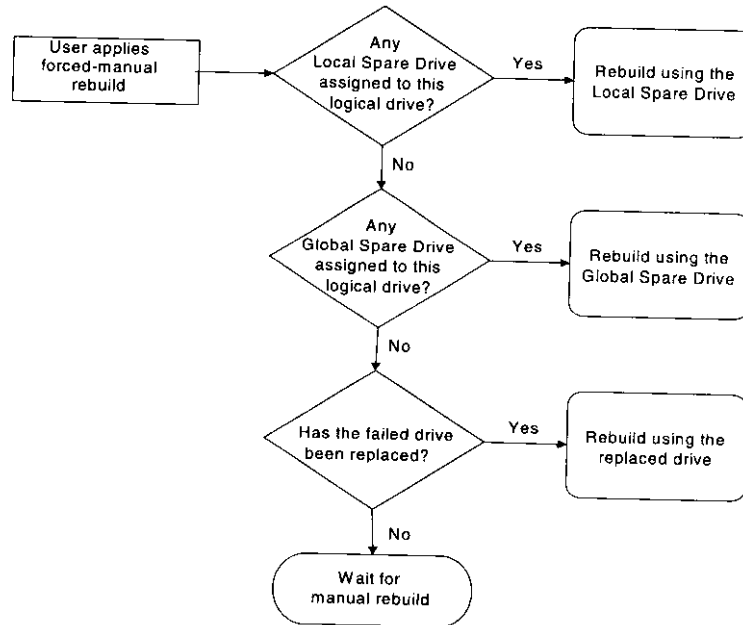 User applies
forced-manual
rebuild
Any
Local Spare Drive
assigned to this
logical drive?
Yes
Rebuild using the
Local Spare Drive
No
Any
Global Spare Drive
assigned to this
logical drive?
Yes
Rebuild using the
Global Spare Drive
No
Has the failed drive
been replaced?
Yes
Rebuild using the
replaced drive
No
Wait for
manual rebuild